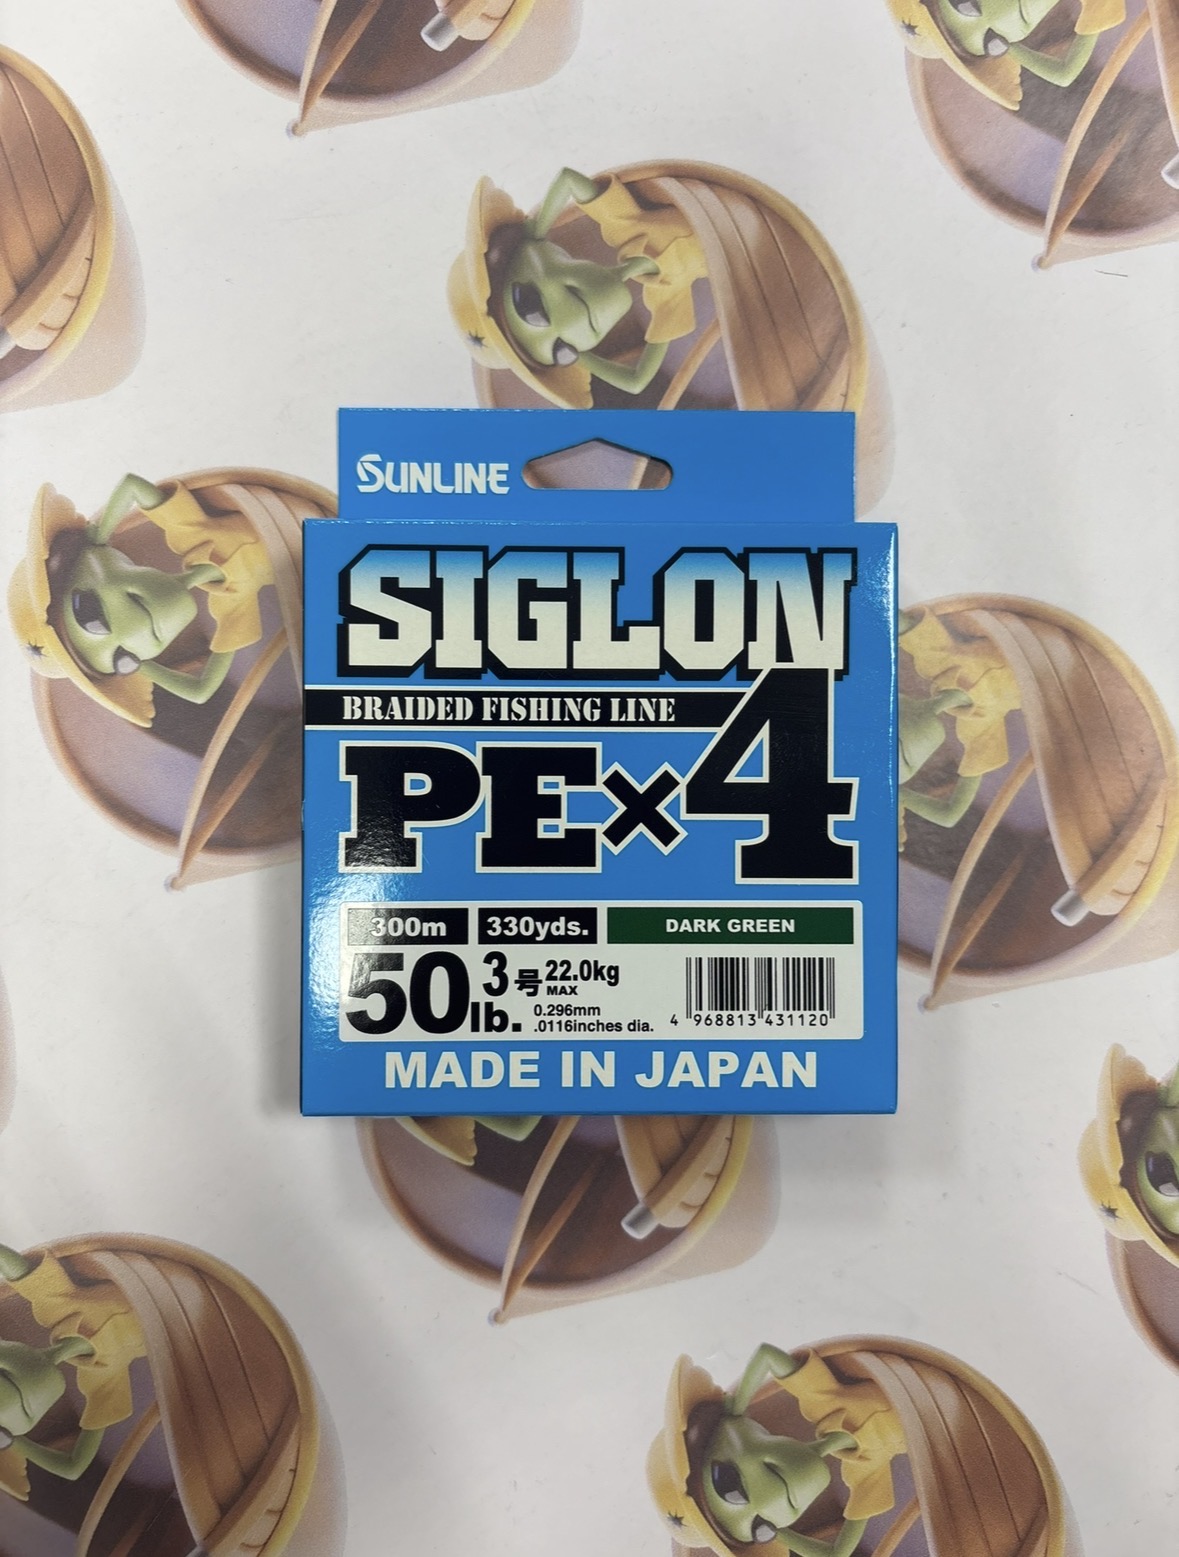 SUNLINE
SIGLON
BRAIDED FISHING LINE
PE×4
300m 330yds. DARK GREEN
50lb. 3号 22.0kg MAX
0.296mm
.0116inches dia.
4 968813 431120
MADE IN JAPAN